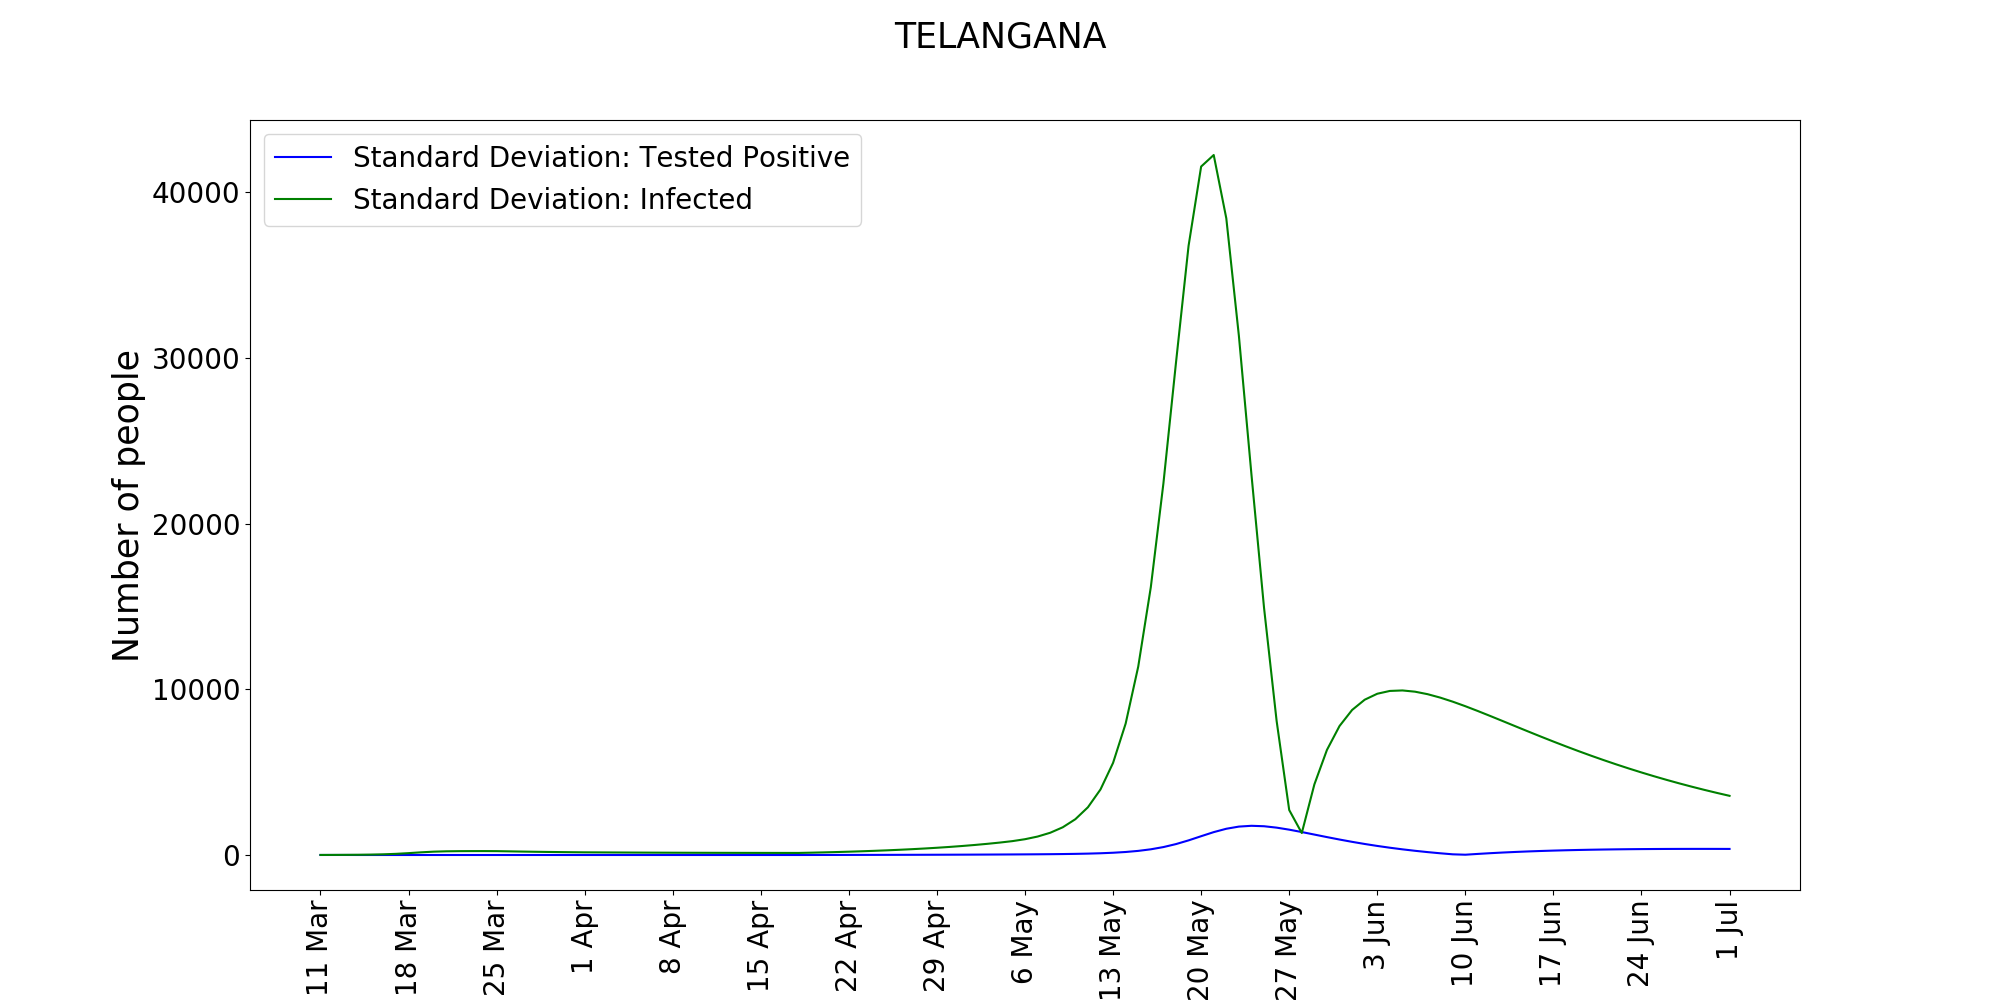 TELANGANA
Standard Deviation: Tested Positive
Standard Deviation: Infected
Number of people
40000
30000
20000
10000
0
11 Mar
18 Mar
25 Mar
1 Apr
8 Apr
15 Apr
22 Apr
29 Apr
6 May
13 May
20 May
27 May
3 Jun
10 Jun
17 Jun
24 Jun
1 Jul